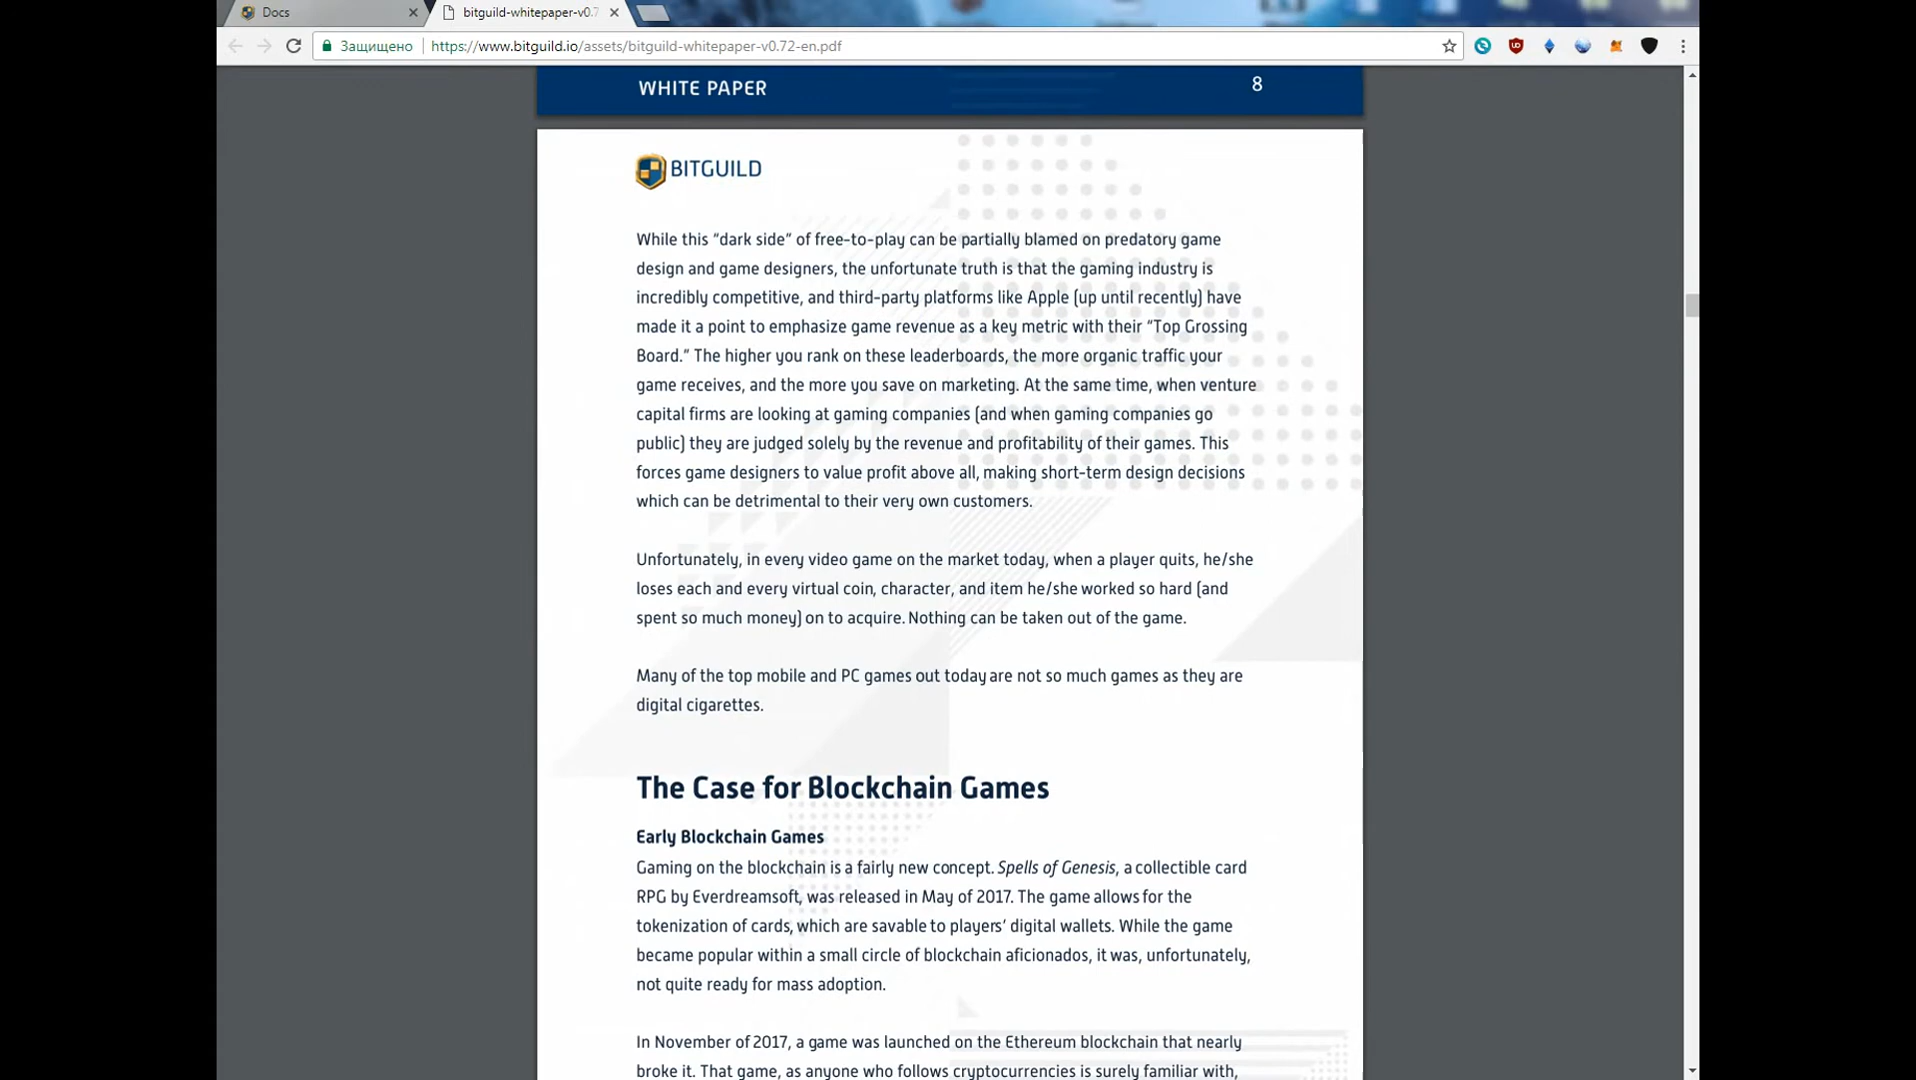 Docs
bitguild-whitepaper-v0.7
Защищено
https://www.bitguild.io/assets/bitguild-whitepaper-v0.72-en.pdf
WHITE PAPER
8
BITGUILD
While this “dark side” of free-to-play can be partially blamed on predatory game
design and game designers, the unfortunate truth is that the gaming industry is
incredibly competitive, and third-party platforms like Apple (up until recently) have
made it a point to emphasize game revenue as a key metric with their “Top Grossing
Board.” The higher you rank on these leaderboards, the more organic traffic your
game receives, and the more you save on marketing. At the same time, when venture
capital firms are looking at gaming companies (and when gaming companies go
public) they are judged solely by the revenue and profitability of their games. This
forces game designers to value profit above all, making short-term design decisions
which can be detrimental to their very own customers.
Unfortunately, in every video game on the market today, when a player quits, he/she
loses each and every virtual coin, character, and item he/she worked so hard (and
spent so much money) on to acquire. Nothing can be taken out of the game.
Many of the top mobile and PC games out today are not so much games as they are
digital cigarettes.
The Case for Blockchain Games
Early Blockchain Games
Gaming on the blockchain is a fairly new concept. Spells of Genesis, a collectible card
RPG by Everdreamsoft, was released in May of 2017. The game allows for the
tokenization of cards, which are savable to players’ digital wallets. While the game
became popular within a small circle of blockchain aficionados, it was, unfortunately,
not quite ready for mass adoption.
In November of 2017, a game was launched on the Ethereum blockchain that nearly
broke it. That game, as anyone who follows cryptocurrencies is surely familiar with,